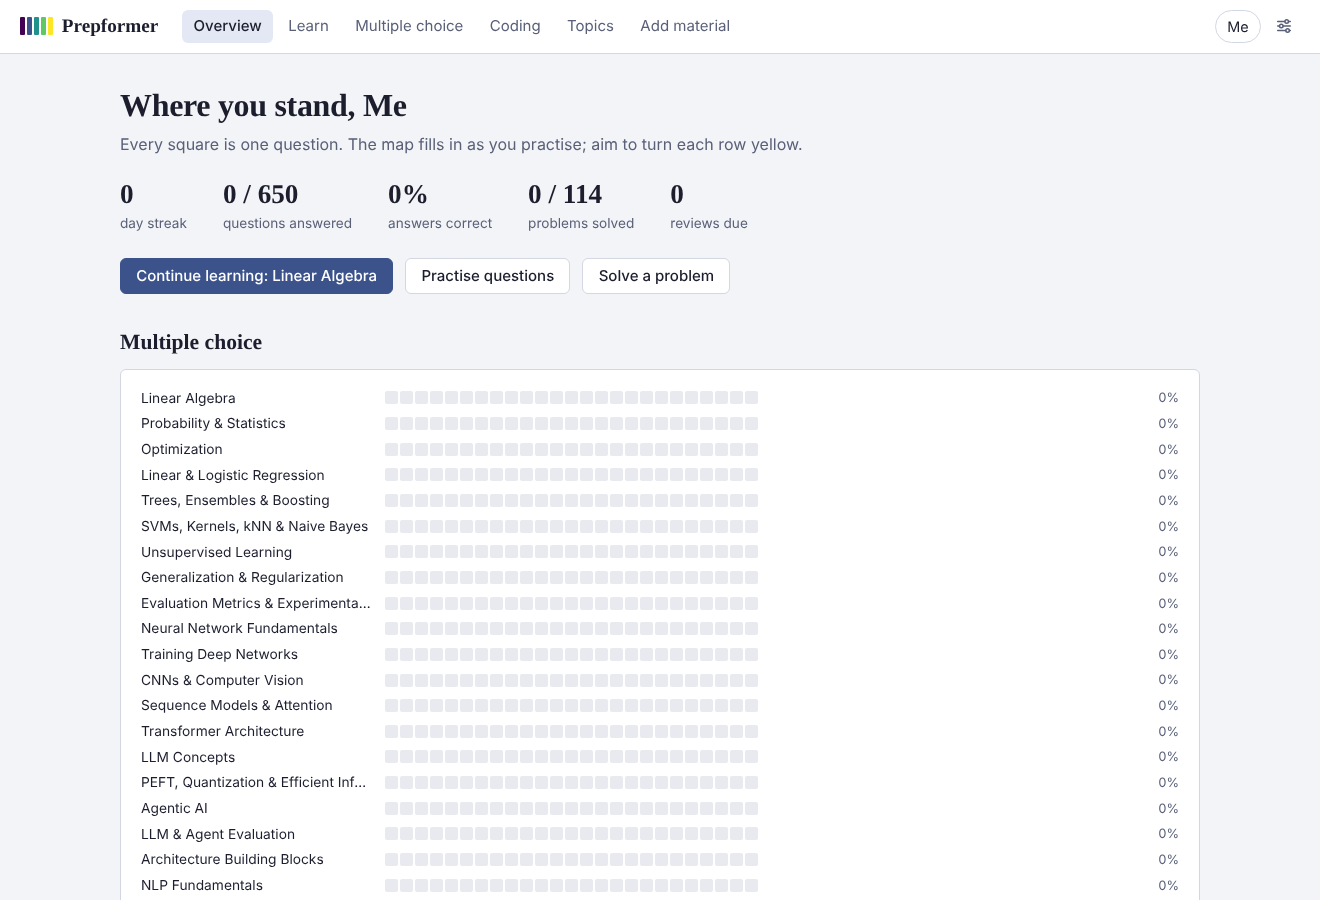 Prepformer Overview Learn Multiple choice Coding Topics Add material Me
Where you stand, Me
Every square is one question. The map fills in as you practise; aim to turn each row yellow.
0 0 / 650 0% 0 / 114 0
day streak questions answered answers correct problems solved reviews due
Continue learning: Linear Algebra Practise questions Solve a problem
Multiple choice
Linear Algebra 0%
Probability & Statistics 0%
Optimization 0%
Linear & Logistic Regression 0%
Trees, Ensembles & Boosting 0%
SVMs, Kernels, kNN & Naive Bayes 0%
Unsupervised Learning 0%
Generalization & Regularization 0%
Evaluation Metrics & Experimenta... 0%
Neural Network Fundamentals 0%
Training Deep Networks 0%
CNNs & Computer Vision 0%
Sequence Models & Attention 0%
Transformer Architecture 0%
LLM Concepts 0%
PEFT, Quantization & Efficient Inf... 0%
Agentic AI 0%
LLM & Agent Evaluation 0%
Architecture Building Blocks 0%
NLP Fundamentals 0%